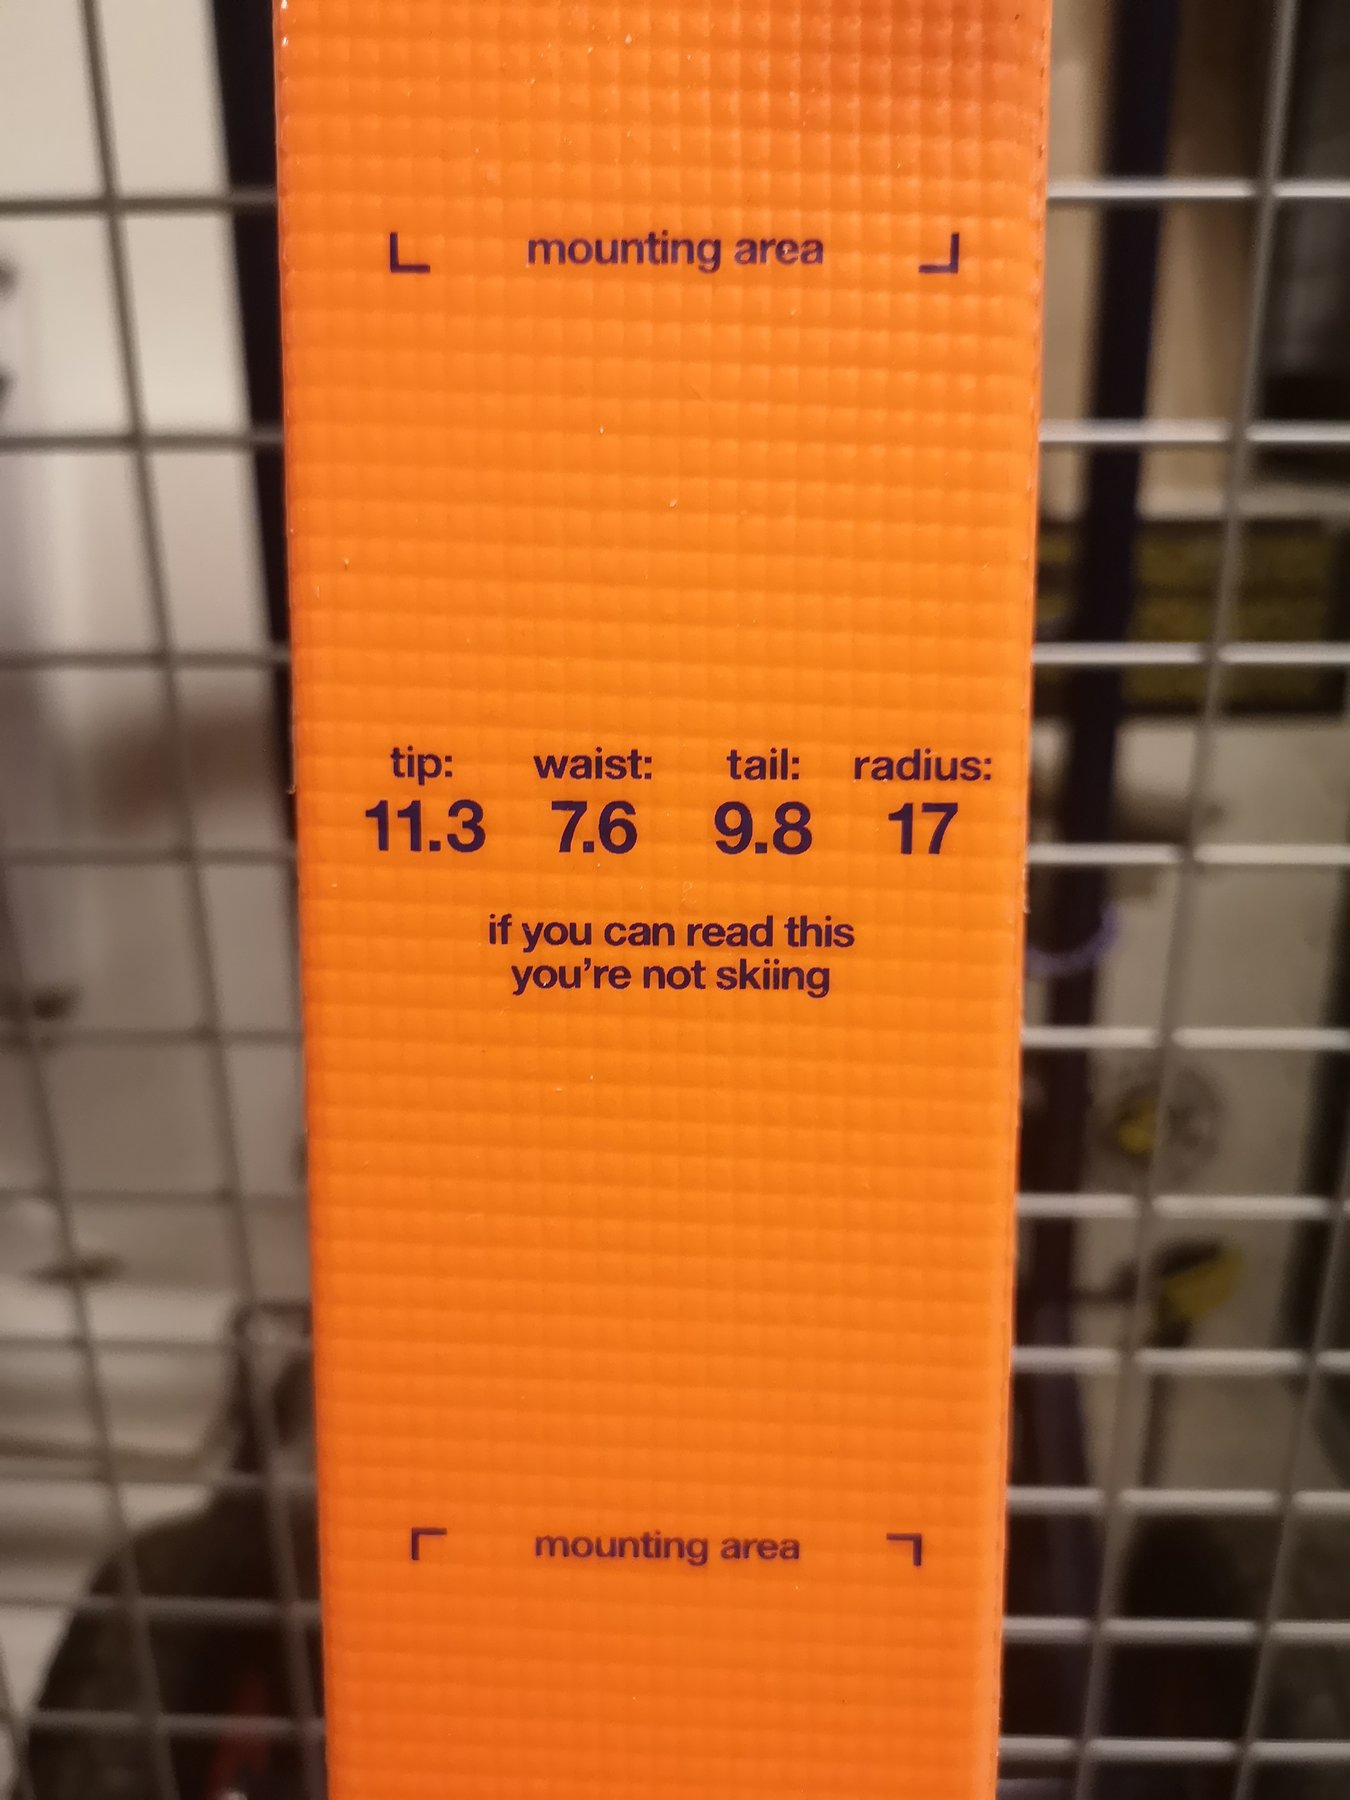 mounting area
tip: waist: tail: radius:
11.3 7.6 9.8 17
if you can read this
you're not skiing
mounting area